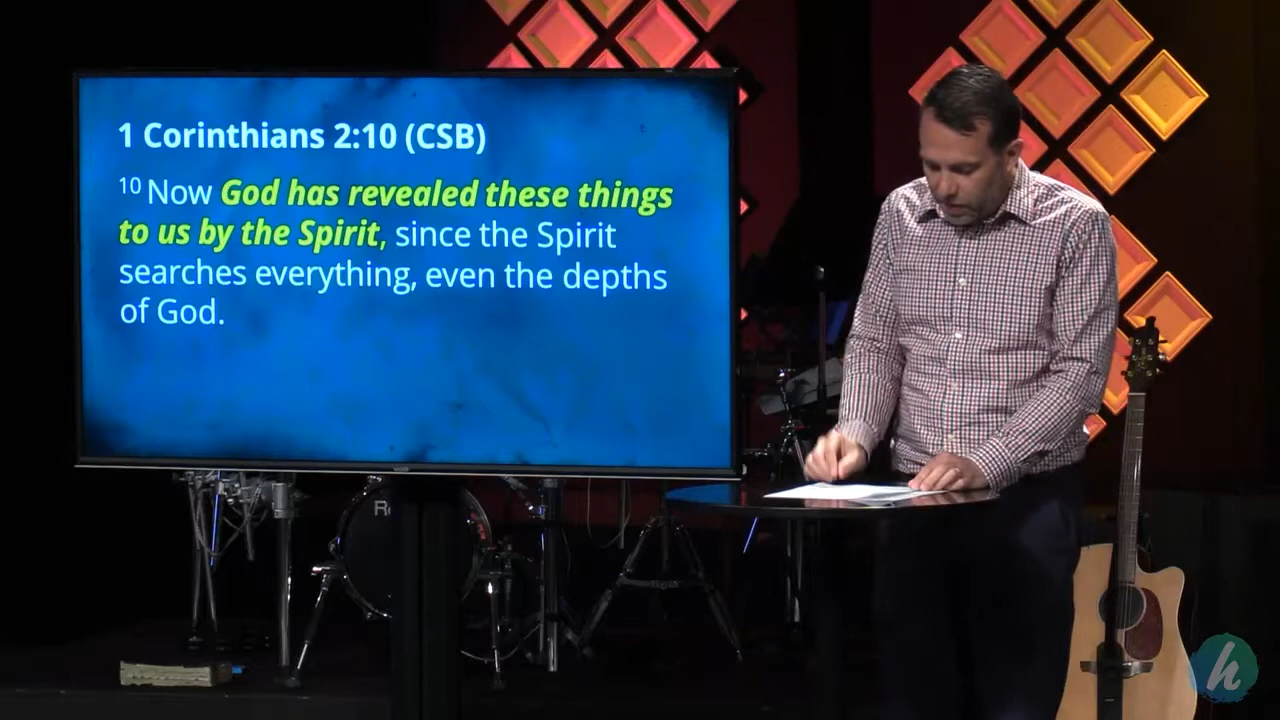 1 Corinthians 2:10 (CSB)
10 Now God has revealed these things
to us by the Spirit, since the Spirit
searches everything, even the depths
of God.
Re
h